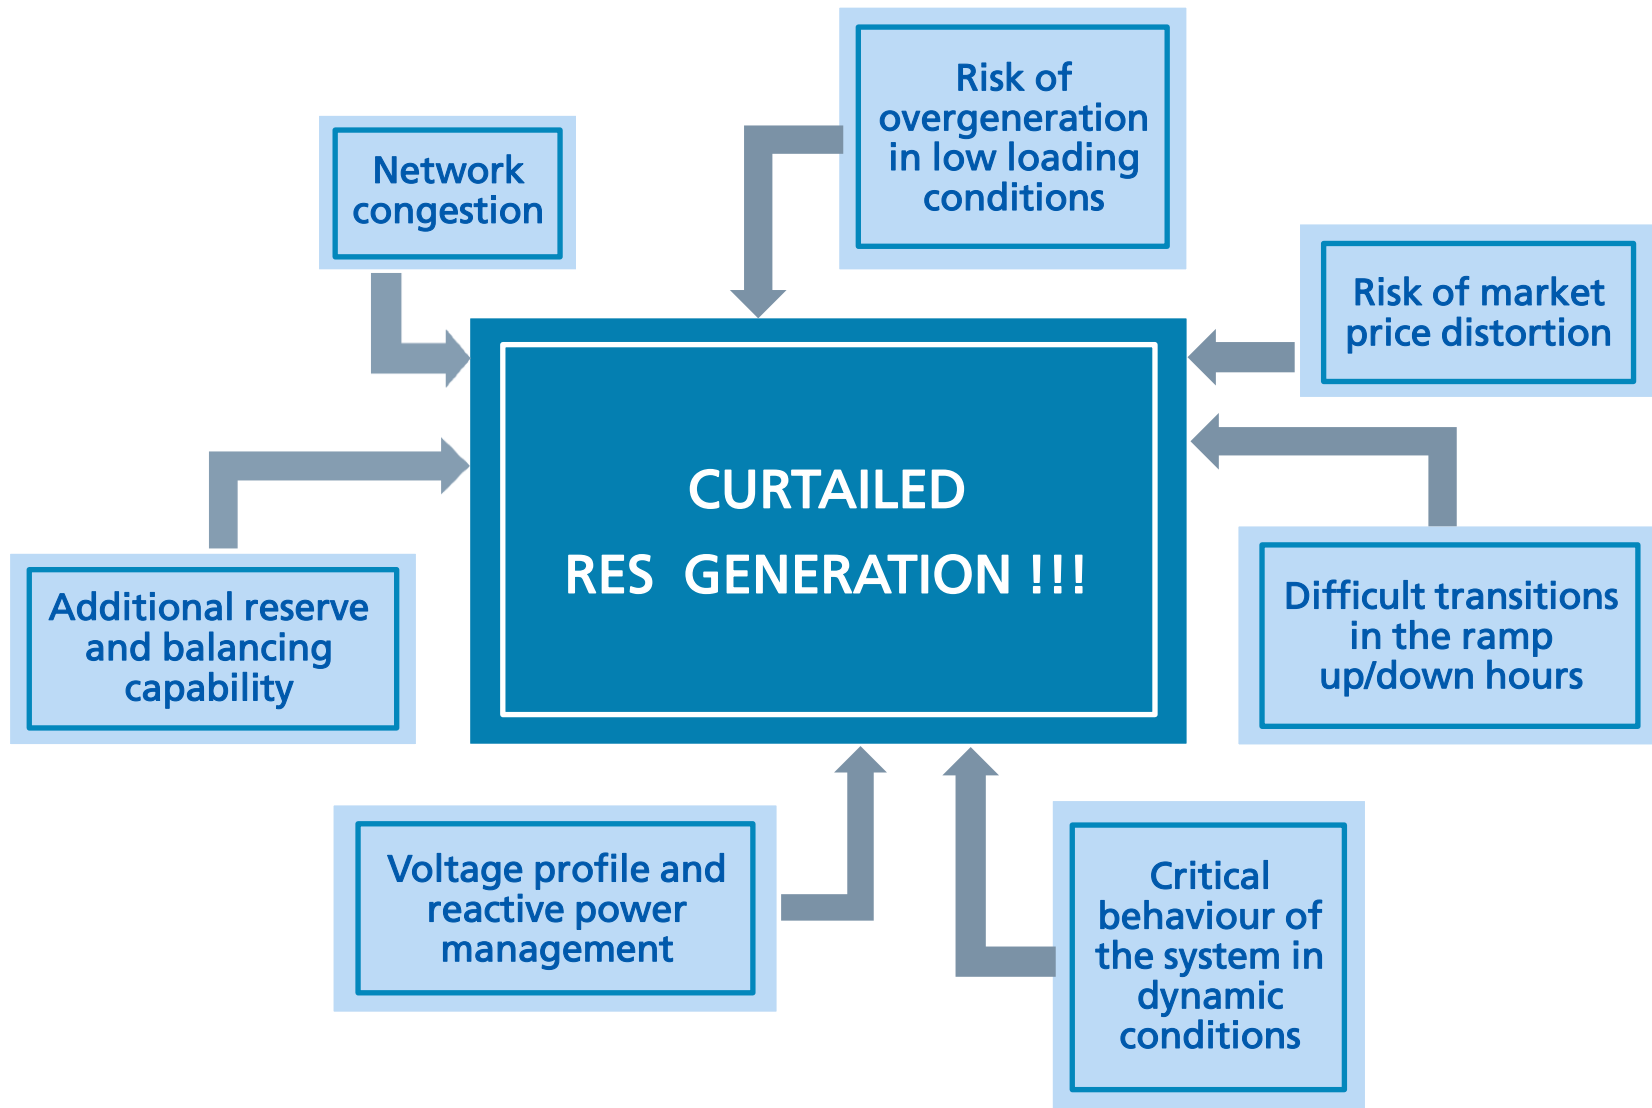 Risk of
overgeneration
in low loading
conditions
Network
congestion
Risk of market
price distortion
CURTAILED
RES GENERATION !!!
Additional reserve
and balancing
capability
Difficult transitions
in the ramp
up/down hours
Voltage profile and
reactive power
management
Critical
behaviour of
the system in
dynamic
conditions